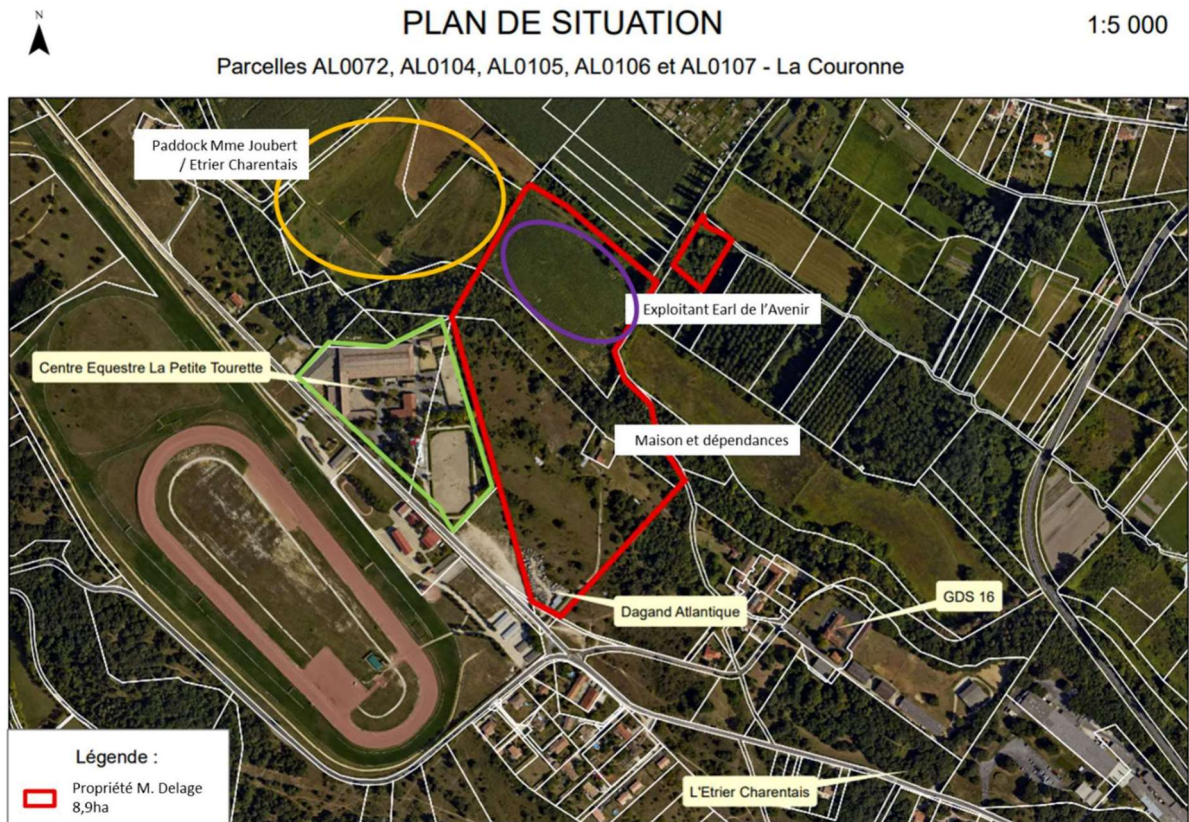 N
PLAN DE SITUATION
1:5 000
Parcelles AL0072, AL0104, AL0105, AL0106 et AL0107 - La Couronne
Paddock Mme Joubert
/ Etrier Charentais
Exploitant Earl de l'Avenir
Centre Equestre La Petite Tourette
Maison et dépendances
Dagand Atlantique
GDS 16
L'Etrier Charentais
Légende :
Propriété M. Delage
8,9ha